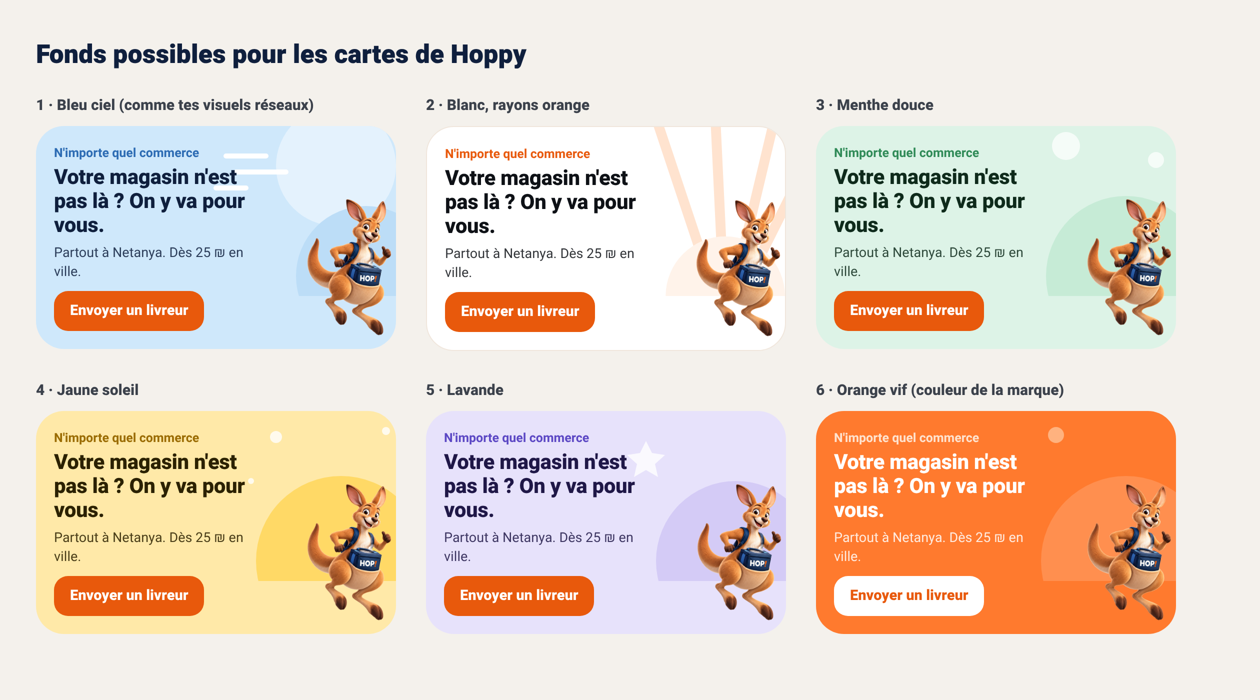 Fonds possibles pour les cartes de Hoppy
1 · Bleu ciel (comme tes visuels réseaux)
N'importe quel commerce
Votre magasin n'est
pas là ? On y va pour
vous.
Partout à Netanya. Dès 25 ₪ en
ville.
Envoyer un livreur
HOP!
2 · Blanc, rayons orange
N'importe quel commerce
Votre magasin n'est
pas là ? On y va pour
vous.
Partout à Netanya. Dès 25 ₪ en
ville.
Envoyer un livreur
HOP!
3 · Menthe douce
N'importe quel commerce
Votre magasin n'est
pas là ? On y va pour
vous.
Partout à Netanya. Dès 25 ₪ en
ville.
Envoyer un livreur
HOP!
4 · Jaune soleil
N'importe quel commerce
Votre magasin n'est
pas là ? On y va pour
vous.
Partout à Netanya. Dès 25 ₪ en
ville.
Envoyer un livreur
HOP!
5 · Lavande
N'importe quel commerce
Votre magasin n'est
pas là ? On y va pour
vous.
Partout à Netanya. Dès 25 ₪ en
ville.
Envoyer un livreur
HOP!
6 · Orange vif (couleur de la marque)
N'importe quel commerce
Votre magasin n'est
pas là ? On y va pour
vous.
Partout à Netanya. Dès 25 ₪ en
ville.
Envoyer un livreur
HOP!